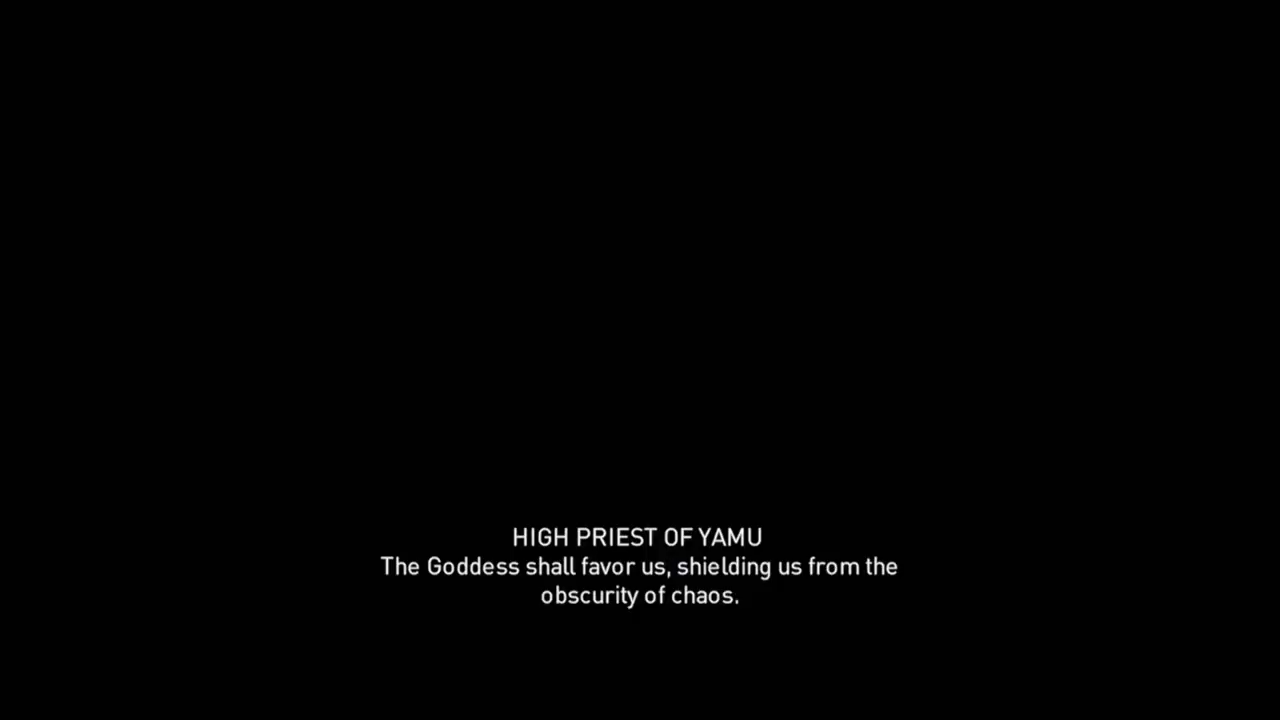 HIGH PRIEST OF YAMU
The Goddess shall favor us, shielding us from the
obscurity of chaos.